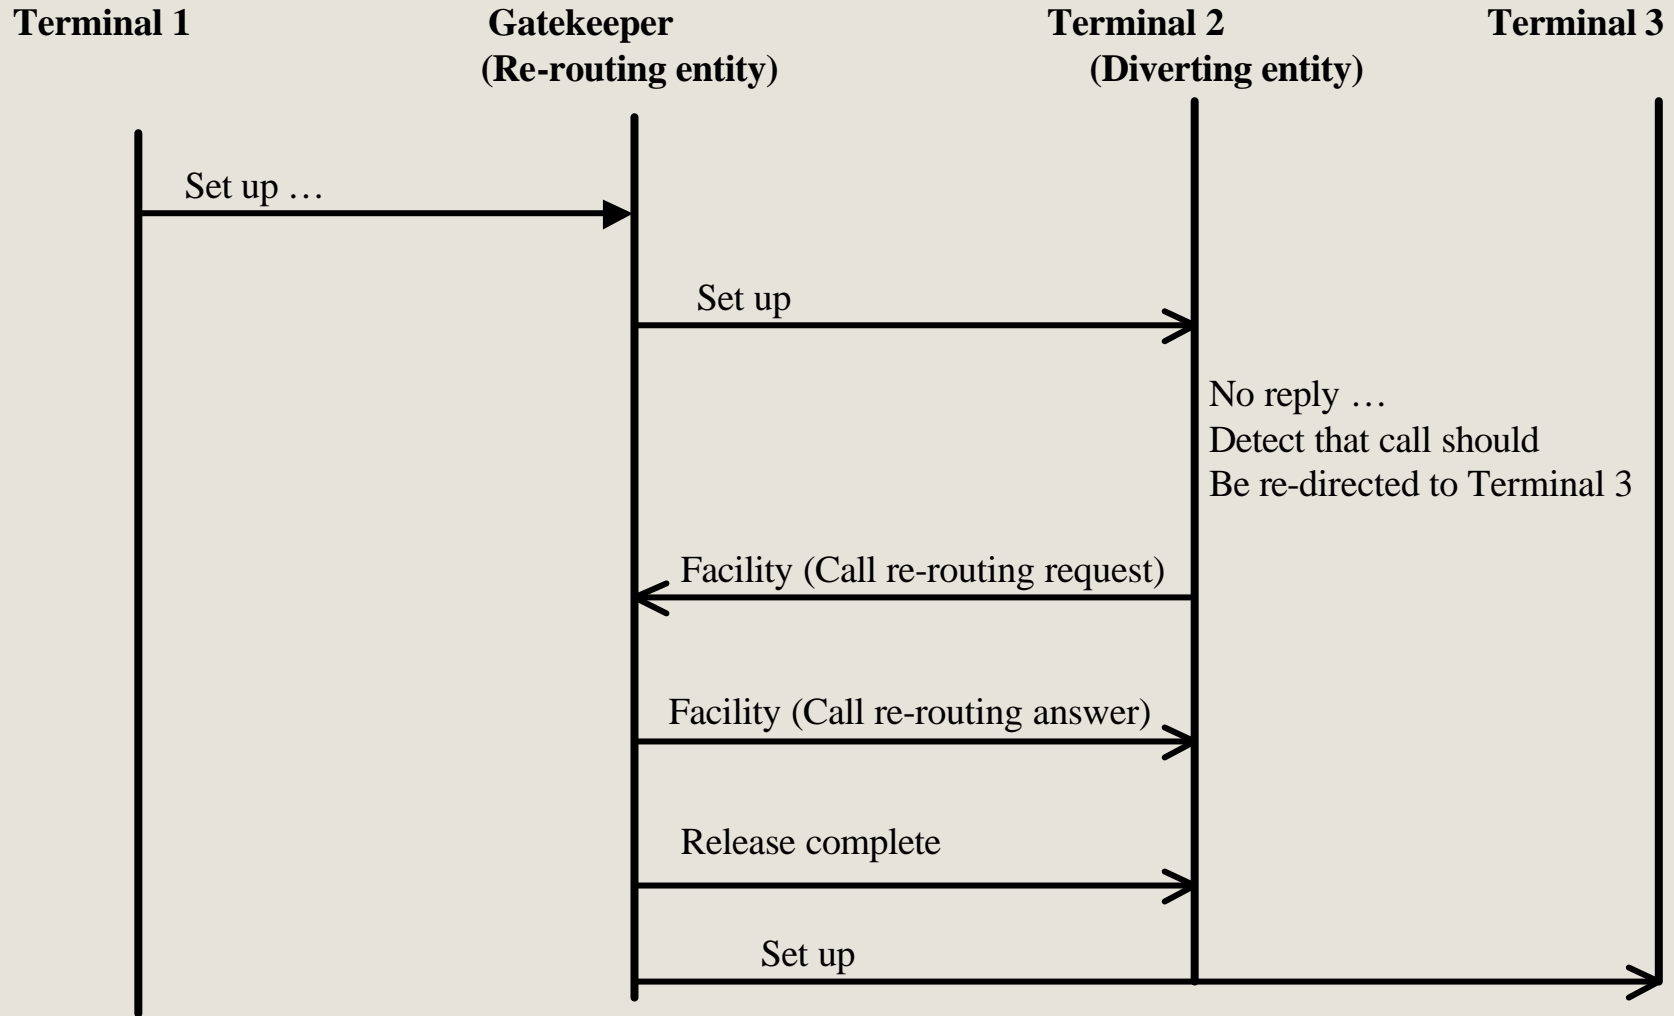 Terminal 1
Gatekeeper
(Re-routing entity)
Terminal 2
(Diverting entity)
Terminal 3
Set up …
Set up
No reply …
Detect that call should
Be re-directed to Terminal 3
Facility (Call re-routing request)
Facility (Call re-routing answer)
Release complete
Set up